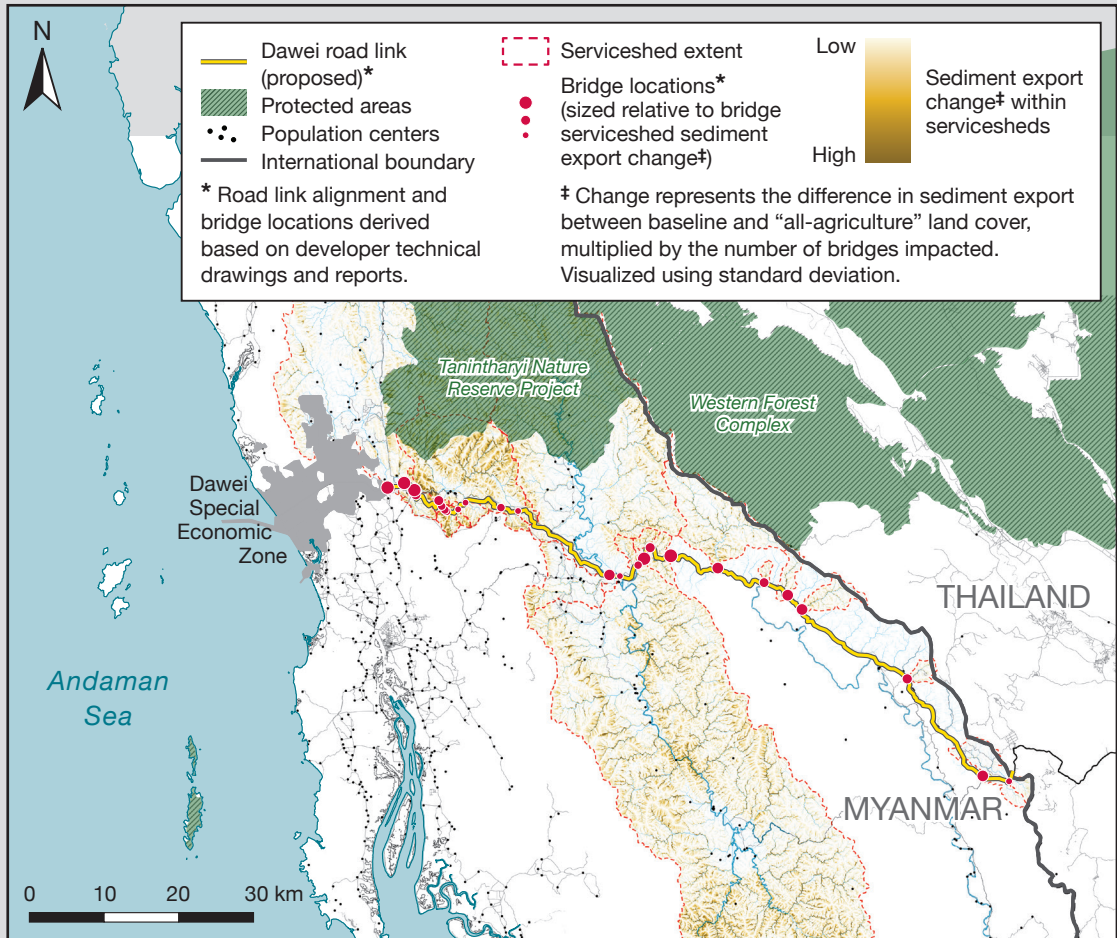 N
Dawei road link
(proposed)*
Protected areas
Population centers
International boundary
* Road link alignment and
bridge locations derived
based on developer technical
drawings and reports.
Serviceshed extent
Bridge locations*
(sized relative to bridge
serviceshed sediment
export change‡)
Low
High
Sediment export
change‡ within
servicesheds
‡ Change represents the difference in sediment export
between baseline and “all-agriculture” land cover,
multiplied by the number of bridges impacted.
Visualized using standard deviation.
Tanintharyi Nature
Reserve Project
Western Forest
Complex
Dawei
Special
Economic
Zone
THAILAND
Andaman
Sea
MYANMAR
0 10 20 30 km